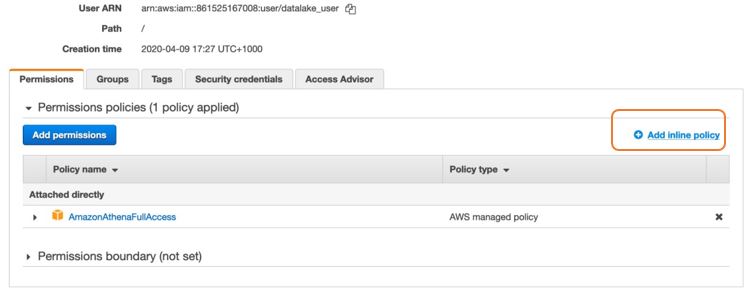 User ARN arn:aws:iam::861525167008:user/datalake_user
Path /
Creation time 2020-04-09 17:27 UTC+1000
Permissions Groups Tags Security credentials Access Advisor
Permissions policies (1 policy applied)
Add permissions Add inline policy
Policy name Policy type
Attached directly
AmazonAthenaFullAccess AWS managed policy
Permissions boundary (not set)